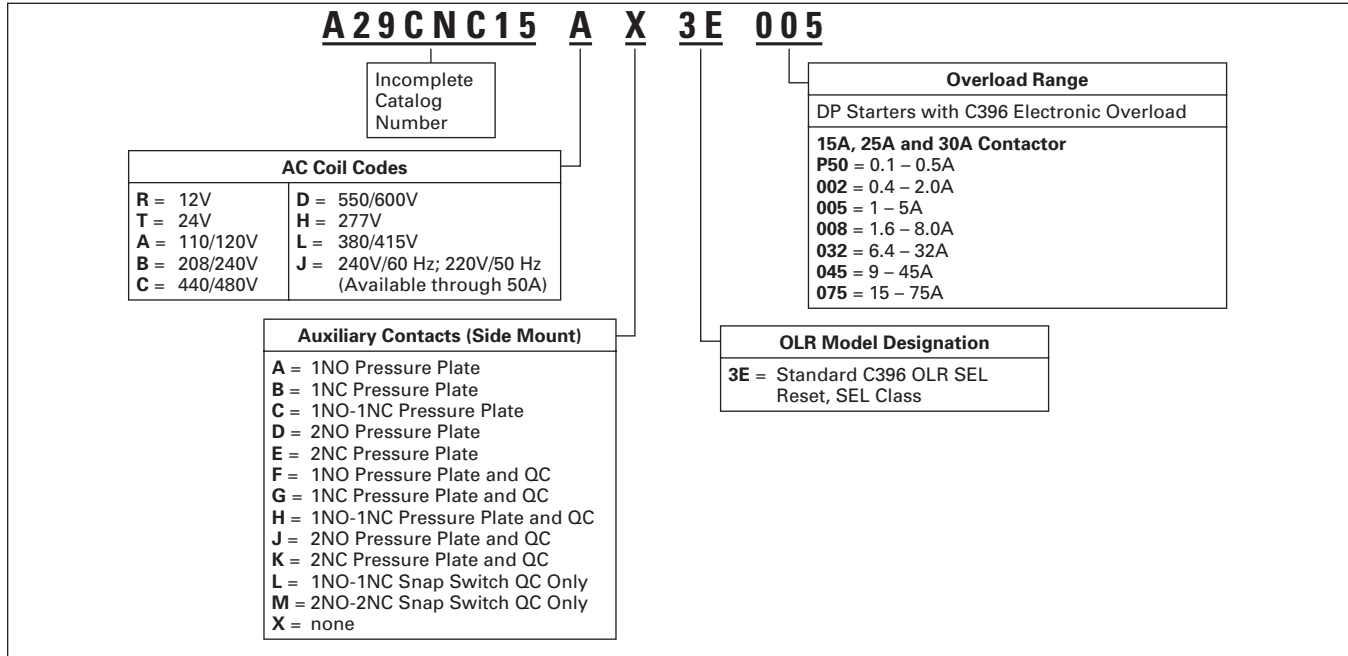 A29CNC15 A X 3E 005
Incomplete
Catalog
Number
AC Coil Codes
R = 12V
T = 24V
A = 110/120V
B = 208/240V
C = 440/480V
D = 550/600V
H = 277V
L = 380/415V
J = 240V/60 Hz; 220V/50 Hz
(Available through 50A)
Auxiliary Contacts (Side Mount)
A = 1NO Pressure Plate
B = 1NC Pressure Plate
C = 1NO-1NC Pressure Plate
D = 2NO Pressure Plate
E = 2NC Pressure Plate
F = 1NO Pressure Plate and QC
G = 1NC Pressure Plate and QC
H = 1NO-1NC Pressure Plate and QC
J = 2NO Pressure Plate and QC
K = 2NC Pressure Plate and QC
L = 1NO-1NC Snap Switch QC Only
M = 2NO-2NC Snap Switch QC Only
X = none
OLR Model Designation
3E = Standard C396 OLR SEL
Reset, SEL Class
Overload Range
DP Starters with C396 Electronic Overload
15A, 25A and 30A Contactor
P50 = 0.1 – 0.5A
002 = 0.4 – 2.0A
005 = 1 – 5A
008 = 1.6 – 8.0A
032 = 6.4 – 32A
045 = 9 – 45A
075 = 15 – 75A